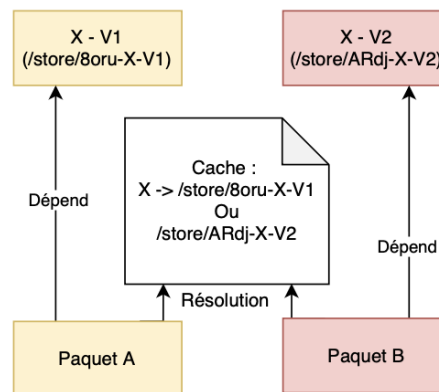 X - V1
(/store/8oru-X-V1)
X - V2
(/store/ARdj-X-V2)
Cache :
X -> /store/8oru-X-V1
Ou
/store/ARdj-X-V2
Dépend
Dépend
Résolution
Paquet A
Paquet B